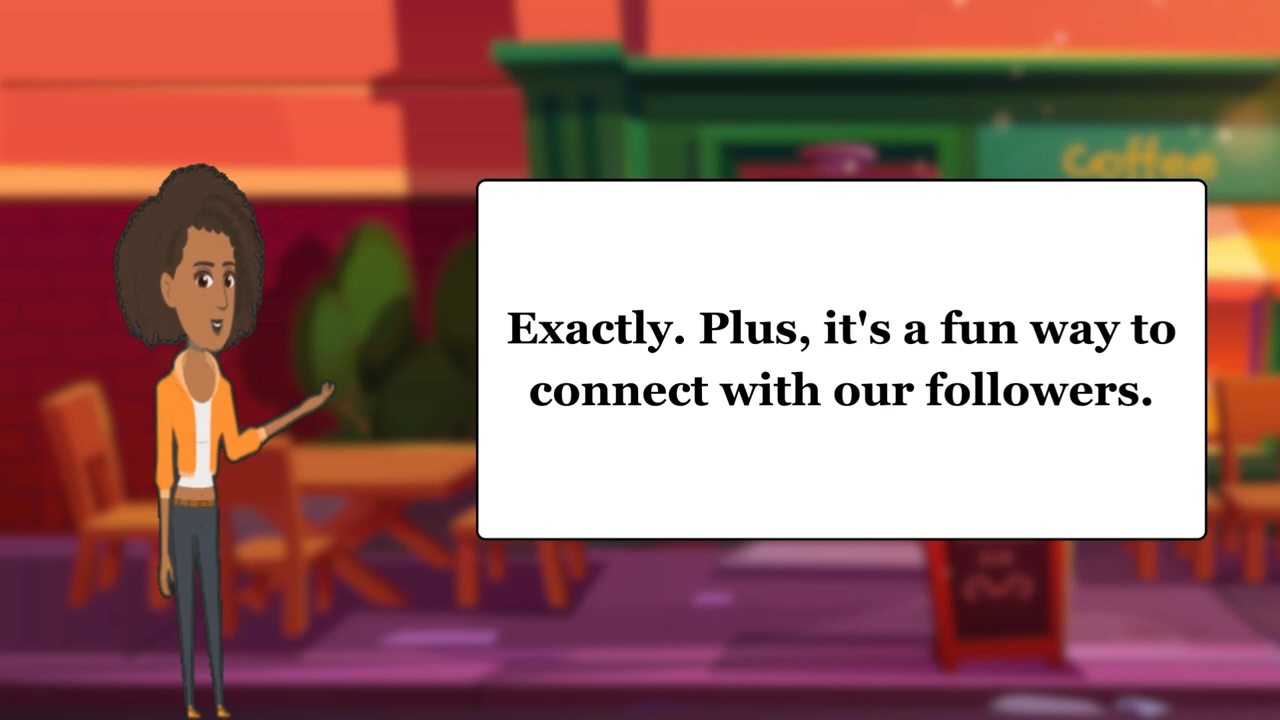 coffee
Exactly. Plus, it's a fun way to
connect with our followers.